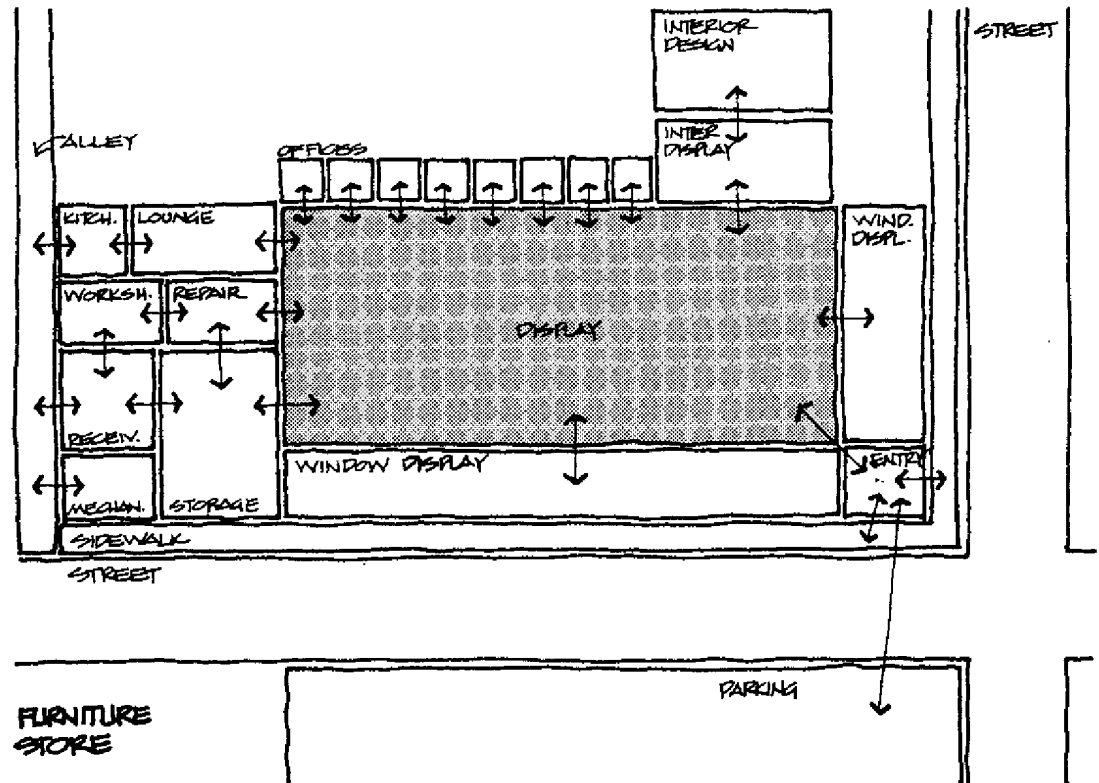 INTERIOR
DESIGN
STREET
INTER
DISPLAY
ALLEY
OFFICES
KITCH.
LOUNGE
WIND.
DISPL.
WORKSH.
REPAIR
DISPLAY
RECEIV.
WINDOW DISPLAY
ENTRY
MECHAN.
STORAGE
SIDEWALK
STREET
PARKING
FURNITURE
STORE